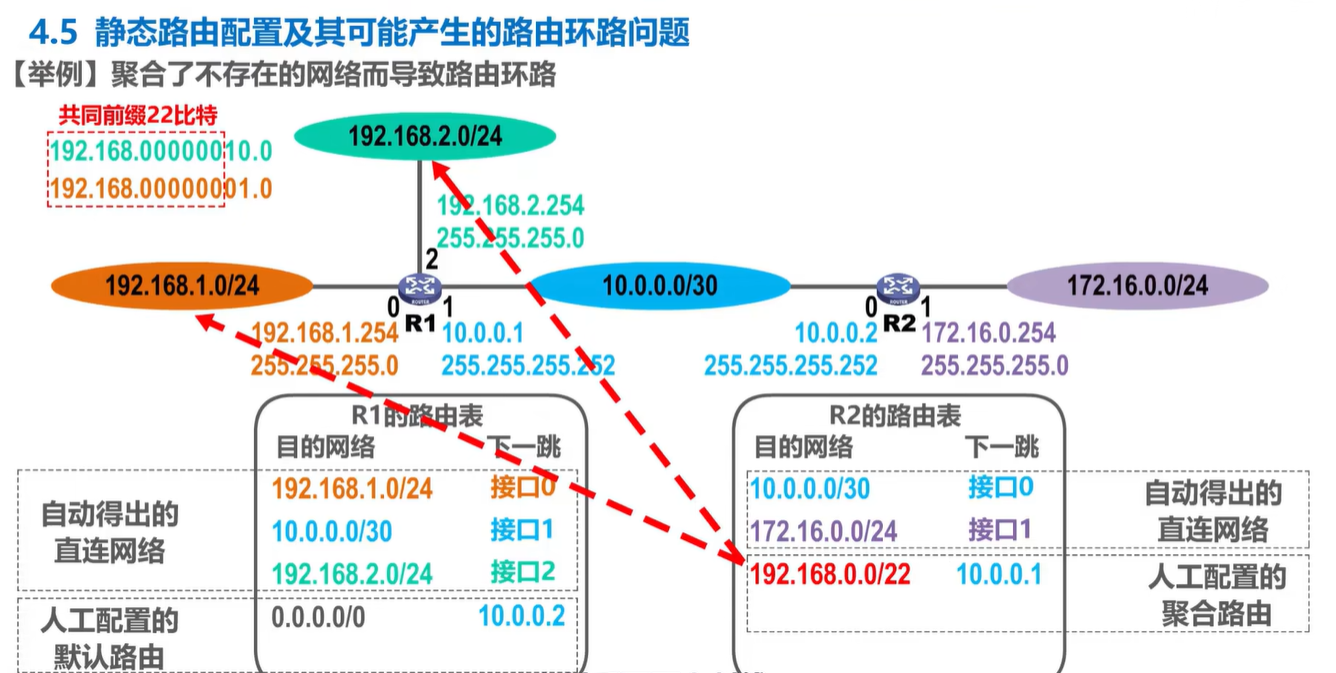 4.5 静态路由配置及其可能产生的路由环路问题
【举例】聚合了不存在的网络而导致路由环路
共同前缀22比特
192.168.00000010.0
192.168.00000001.0
192.168.2.0/24
192.168.2.254
255.255.255.0
2
192.168.1.0/24
10.0.0.0/30
172.16.0.0/24
0
R1
1
0
R2
1
192.168.1.254
255.255.255.0
10.0.0.1
255.255.255.252
10.0.0.2
255.255.255.252
172.16.0.254
255.255.255.0
R1的路由表
目的网络 下一跳
192.168.1.0/24 接口0
10.0.0.0/30 接口1
192.168.2.0/24 接口2
0.0.0.0/0 10.0.0.2
自动得出的
直连网络
人工配置的
默认路由
R2的路由表
目的网络 下一跳
10.0.0.0/30 接口0
172.16.0.0/24 接口1
192.168.0.0/22 10.0.0.1
自动得出的
直连网络
人工配置的
聚合路由